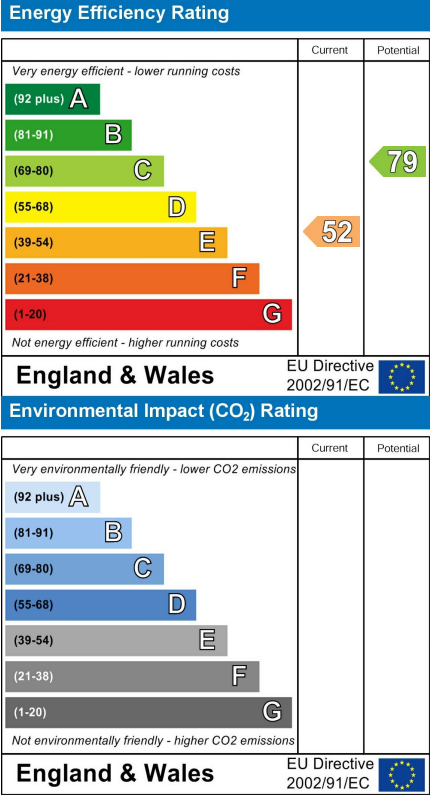 Energy Efficiency Rating
Current Potential
Very energy efficient - lower running costs
(92 plus) A
(81-91) B
(69-80) C
79
(55-68) D
(39-54) E
52
(21-38) F
(1-20) G
Not energy efficient - higher running costs
England & Wales
EU Directive
2002/91/EC
Environmental Impact (CO₂) Rating
Current Potential
Very environmentally friendly - lower CO2 emissions
(92 plus) A
(81-91) B
(69-80) C
(55-68) D
(39-54) E
(21-38) F
(1-20) G
Not environmentally friendly - higher CO2 emissions
England & Wales
EU Directive
2002/91/EC